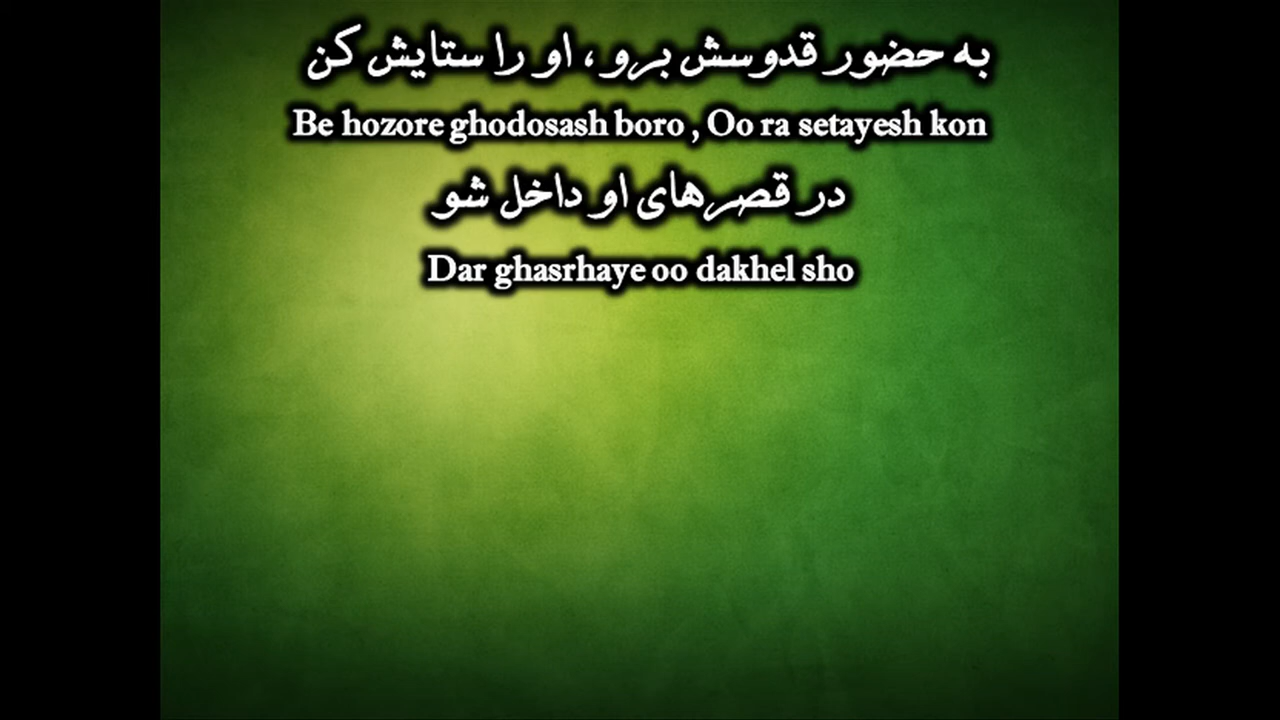 به حضور قدوسش برو ، او را ستایش کن
Be hozore ghodosash boro , Oo ra setayesh kon
در قصرهای او داخل شو
Dar ghasrhaye oo dakhel sho